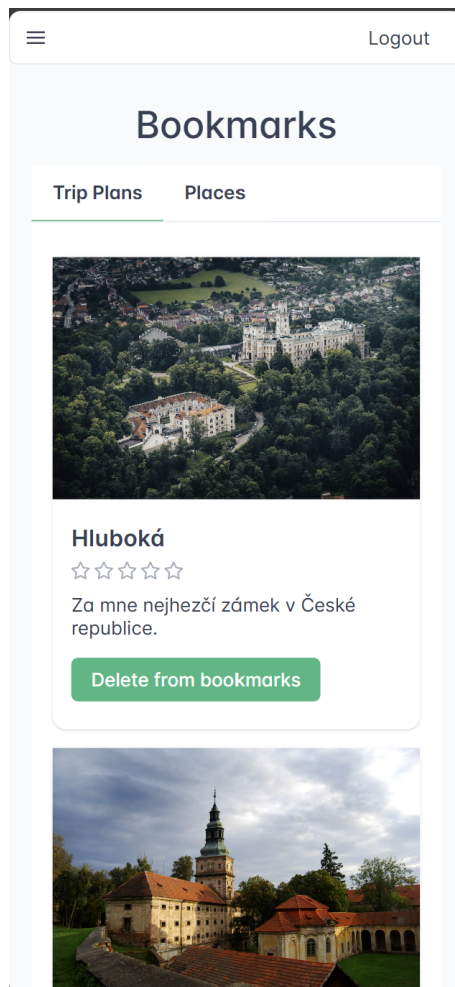 Logout
Bookmarks
Trip Plans Places
Hluboká
Za mne nejhezčí zámek v České
republice.
Delete from bookmarks